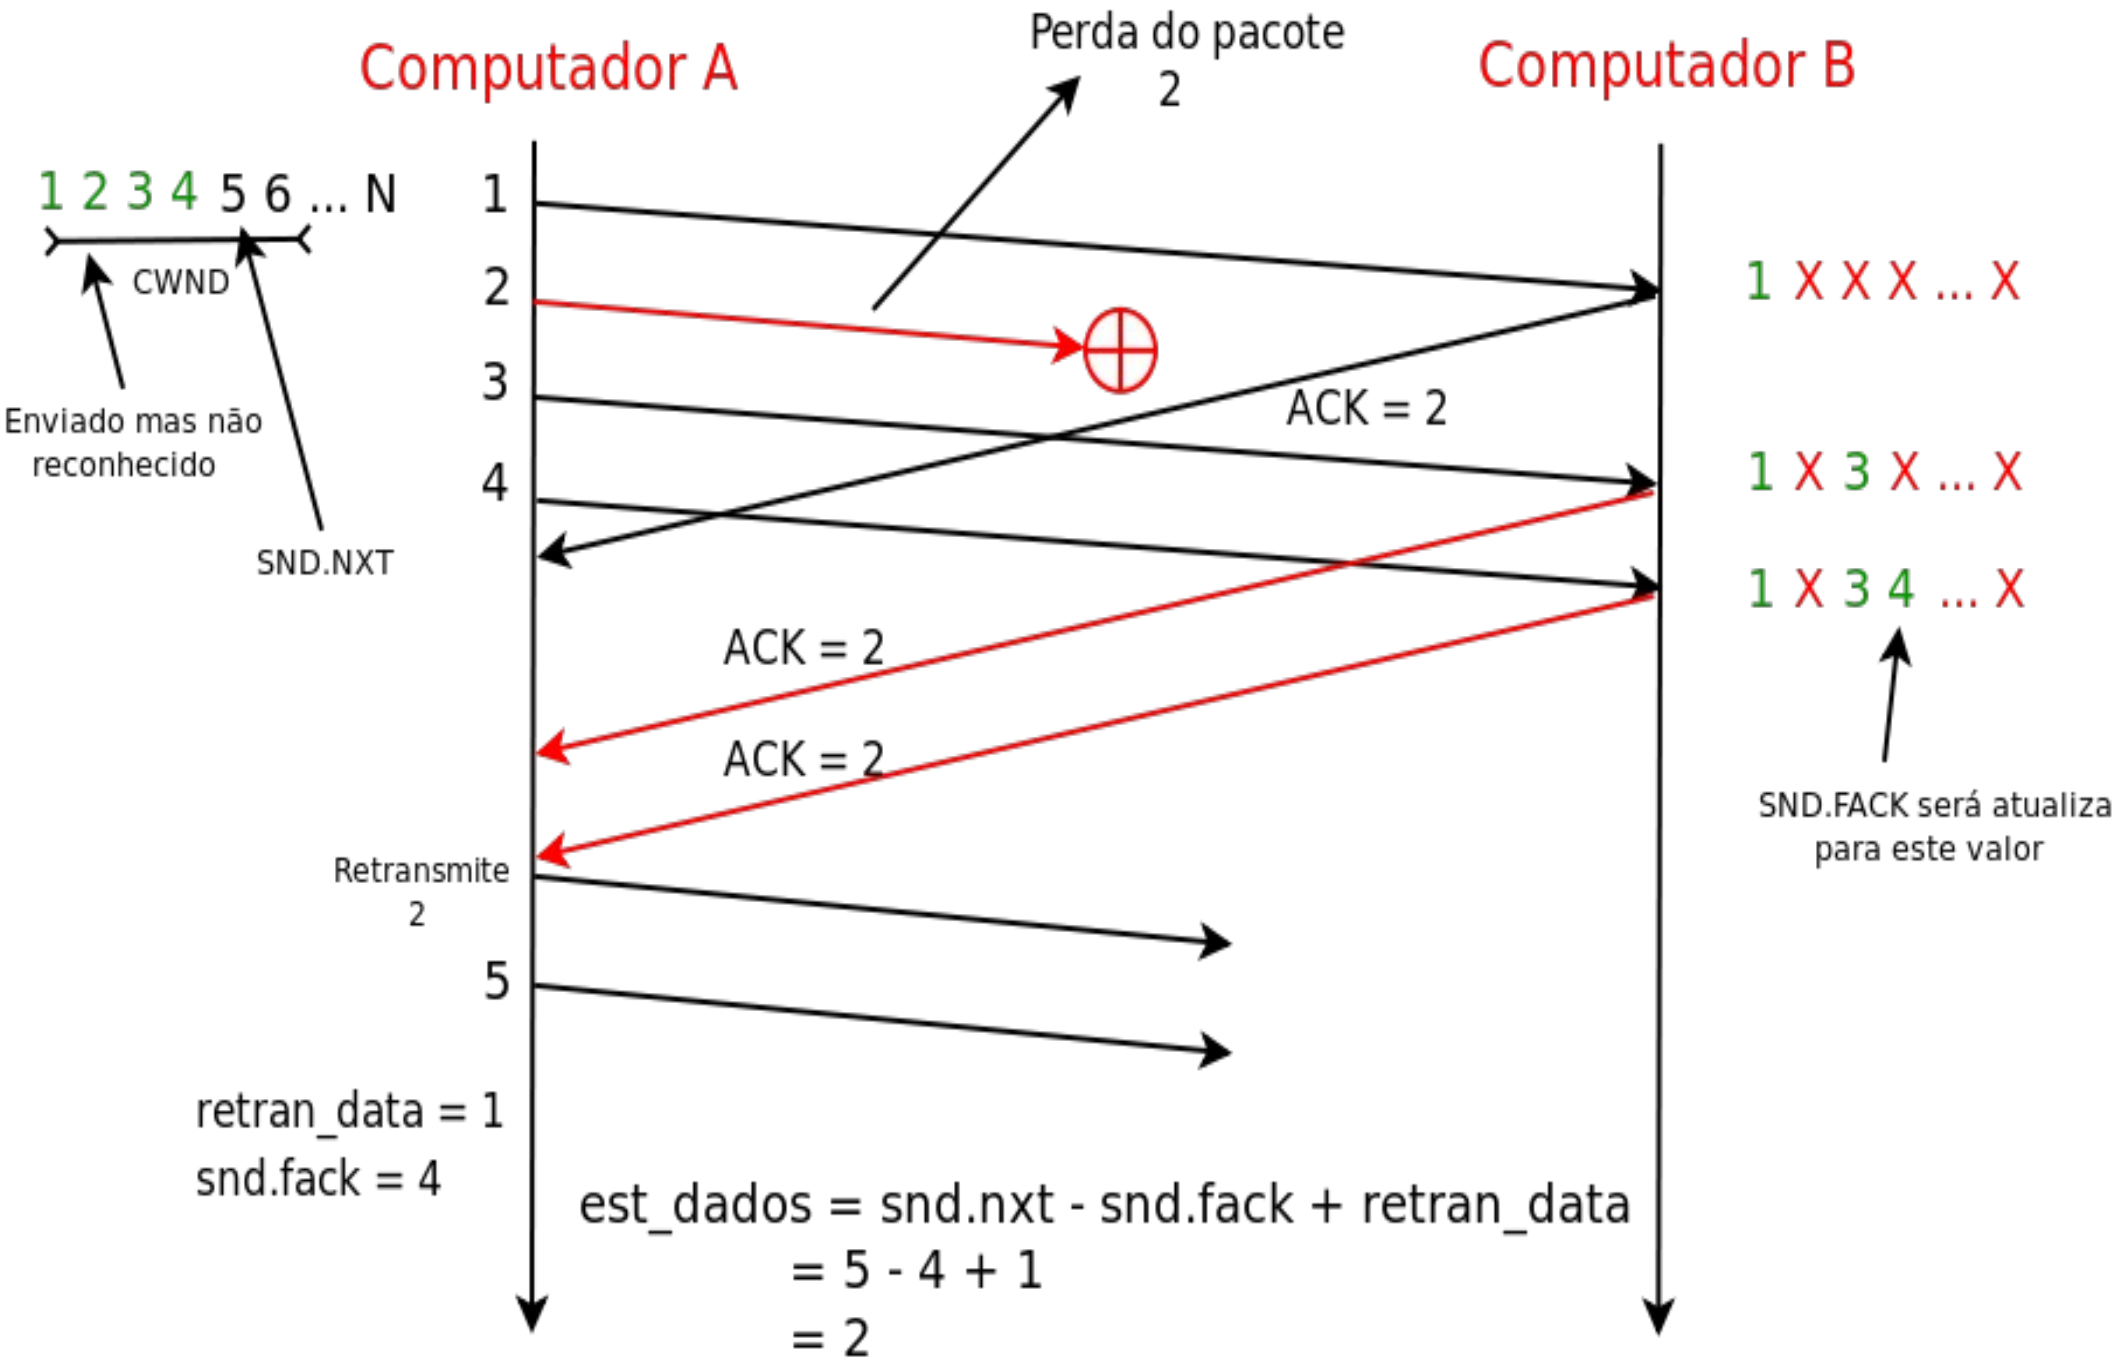 Perda do pacote
2
Computador A
Computador B
1 2 3 4 5 6 ... N
CWND
Enviado mas não
reconhecido
SND.NXT
1
2
3
4
1 X X X ... X
ACK = 2
1 X 3 X ... X
1 X 3 4 ... X
ACK = 2
ACK = 2
SND.FACK será atualiza
para este valor
Retransmite
2
5
retran_data = 1
snd.fack = 4
est_dados = snd.nxt - snd.fack + retran_data
= 5 - 4 + 1
= 2